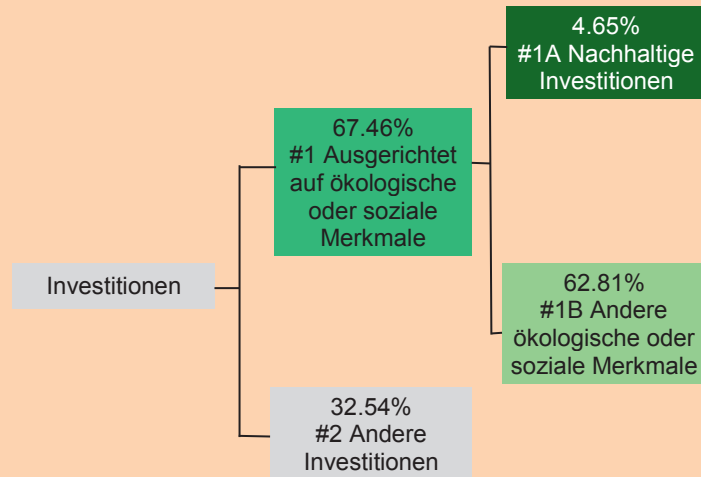 4.65%
#1A Nachhaltige
Investitionen
67.46%
#1 Ausgerichtet
auf ökologische
oder soziale
Merkmale
Investitionen
62.81%
#1B Andere
ökologische oder
soziale Merkmale
32.54%
#2 Andere
Investitionen